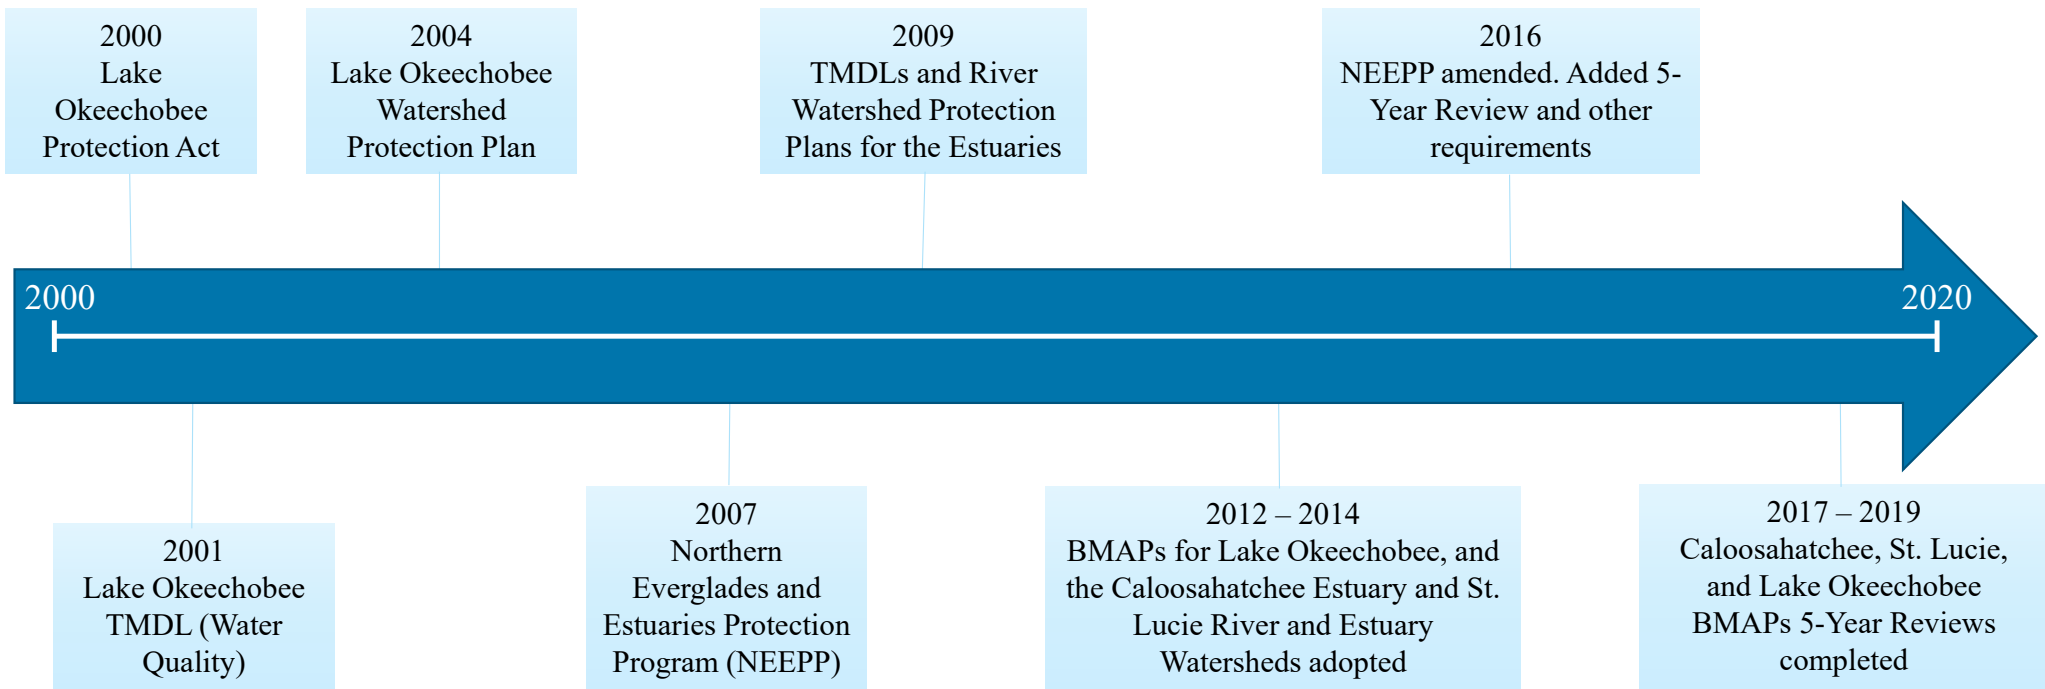 2000
Lake
Okeechobee
Protection Act
2004
Lake Okeechobee
Watershed
Protection Plan
2009
TMDLs and River
Watershed Protection
Plans for the Estuaries
2016
NEEPP amended. Added 5-
Year Review and other
requirements
2000
2020
2001
Lake Okeechobee
TMDL (Water
Quality)
2007
Northern
Everglades and
Estuaries Protection
Program (NEEPP)
2012 – 2014
BMAPs for Lake Okeechobee, and
the Caloosahatchee Estuary and St.
Lucie River and Estuary
Watersheds adopted
2017 – 2019
Caloosahatchee, St. Lucie,
and Lake Okeechobee
BMAPs 5-Year Reviews
completed